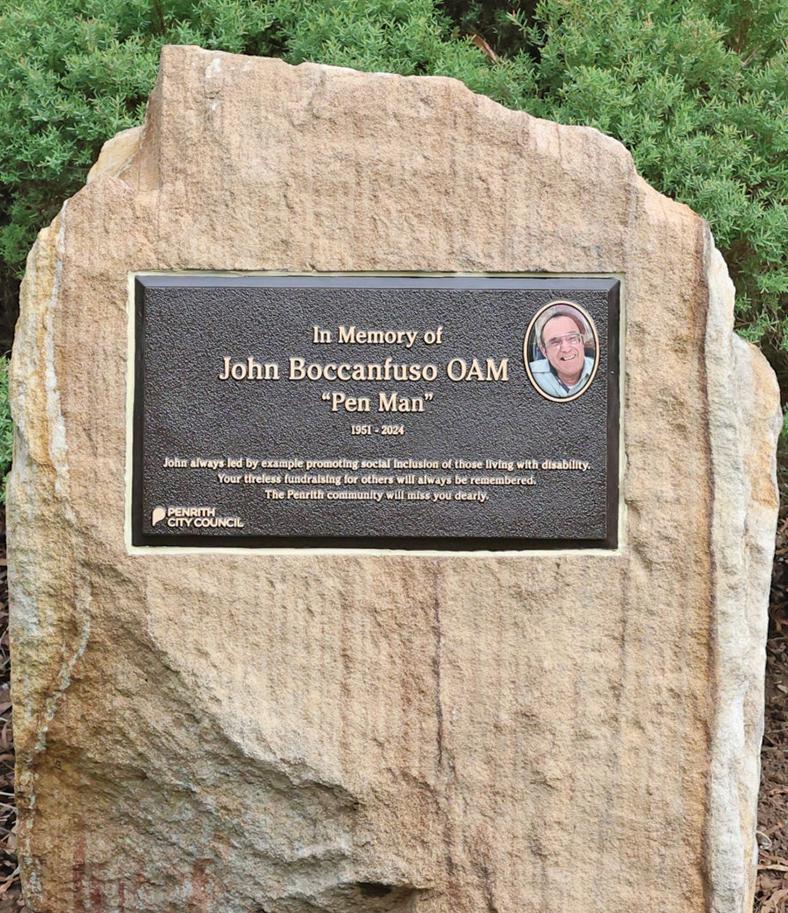 In Memory of
John Boccanfuso OAM
“Pen Man”
1951 - 2024
John always led by example promoting social inclusion of those living with disability.
Your tireless fundraising for others will always be remembered.
The Penrith community will miss you dearly.
PENRITH
CITY COUNCIL